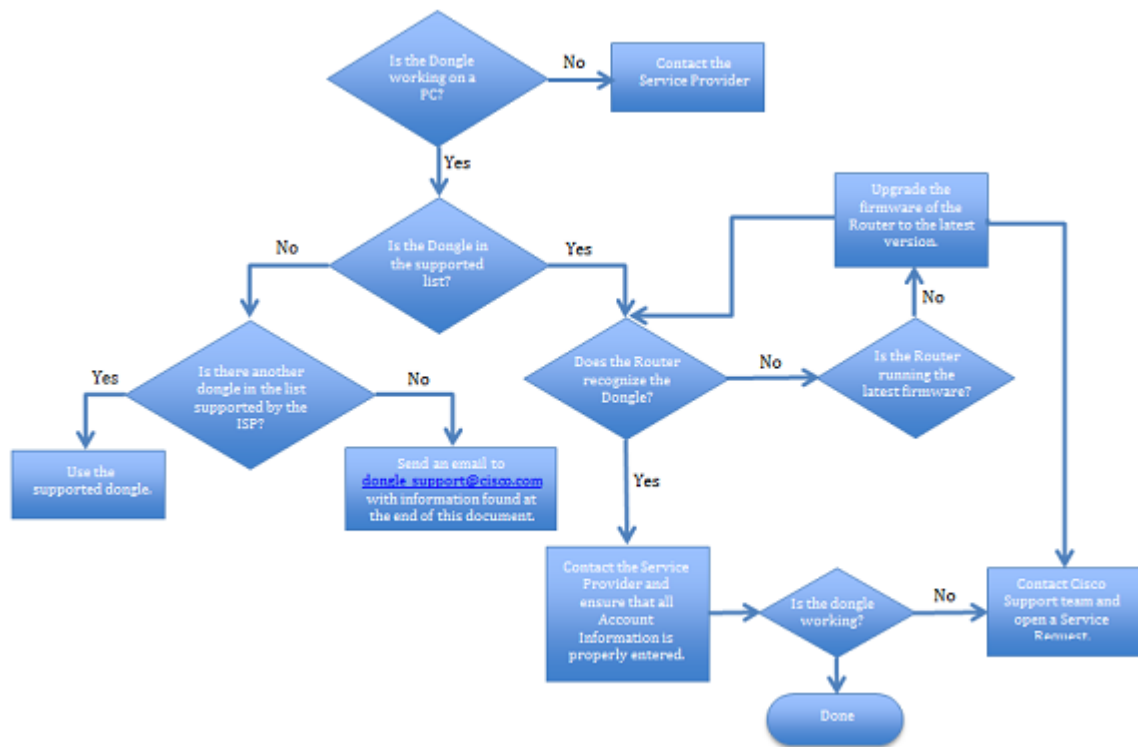 Is the Dongle
working on a
PC?
No
Contact the
Service Provider
Yes
Is the Dongle in
the supported
list?
No
Yes
Upgrade the
firmware of the
Router to the latest
version.
No
Is there another
dongle in the list
supported by the
ISP?
Yes
No
Does the Router
recognize the
Dongle?
No
Is the Router
running the
latest firmware?
Use the
supported dongle.
Send an email to
dongle_support@cisco.com
with information found at
the end of this document.
Yes
Contact the Service
Provider and
ensure that all
Account
Information is
properly entered.
Is the dongle
working?
No
Contact Cisco
Support team and
open a Service
Request.
Done